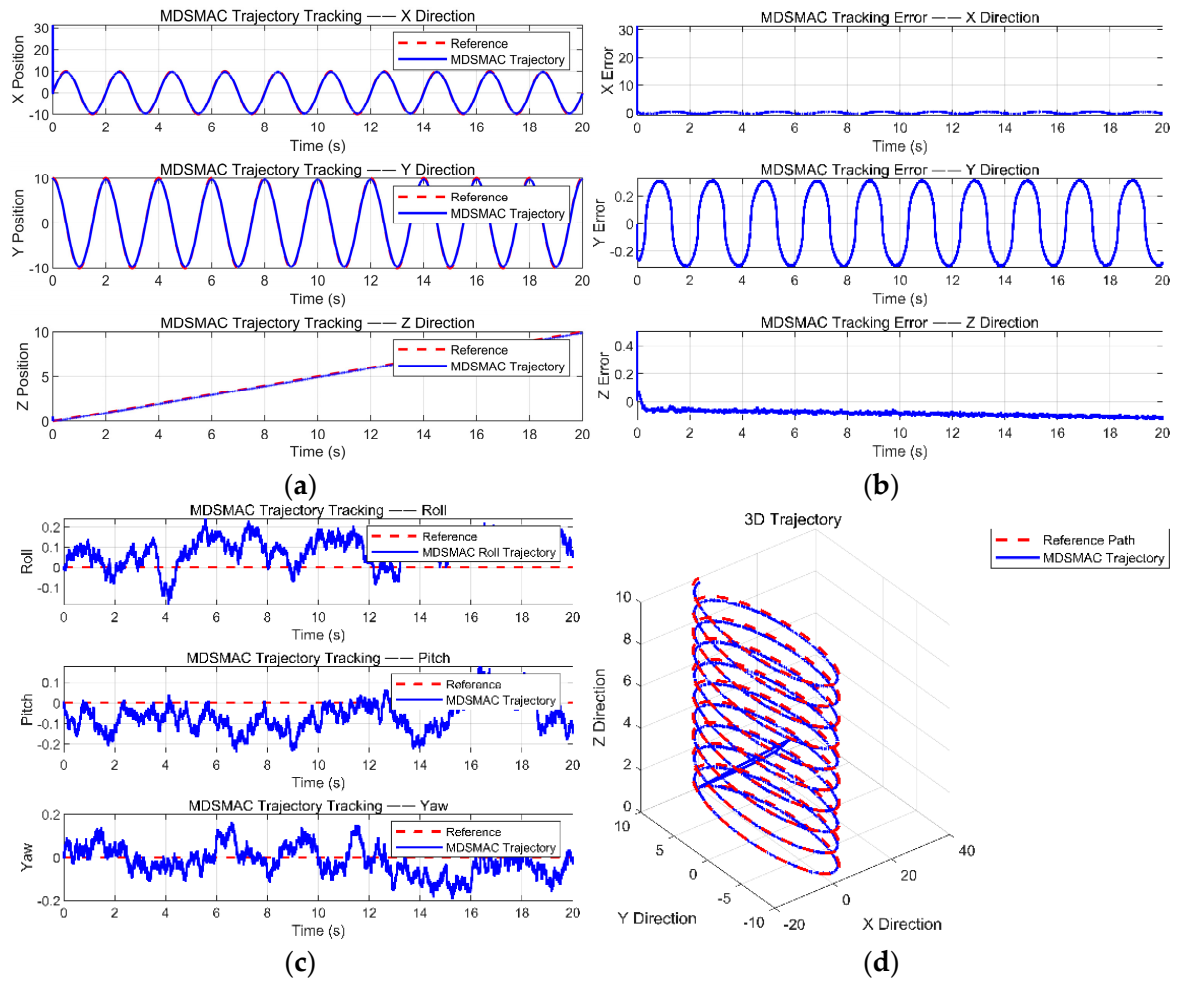 MDSMAC Trajectory Tracking —— X Direction
30
20
10
0
-10
X Position
Reference
MDSMAC Trajectory
0 2 4 6 8 10 12 14 16 18 20
Time (s)
MDSMAC Trajectory Tracking —— Y Direction
10
0
-10
Y Position
Reference
MDSMAC Trajectory
0 2 4 6 8 10 12 14 16 18 20
Time (s)
MDSMAC Trajectory Tracking —— Z Direction
10
5
0
Z Position
Reference
MDSMAC Trajectory
0 2 4 6 8 10 12 14 16 18 20
Time (s)
(a)
MDSMAC Tracking Error —— X Direction
30
20
10
0
X Error
0 2 4 6 8 10 12 14 16 18 20
Time (s)
MDSMAC Tracking Error —— Y Direction
0.2
0
-0.2
Y Error
0 2 4 6 8 10 12 14 16 18 20
Time (s)
MDSMAC Tracking Error —— Z Direction
0.4
0.2
0
Z Error
0 2 4 6 8 10 12 14 16 18 20
Time (s)
(b)
MDSMAC Trajectory Tracking —— Roll
0.2
0.1
0
-0.1
Roll
Reference
MDSMAC Roll Trajectory
0 2 4 6 8 10 12 14 16 18 20
Time (s)
MDSMAC Trajectory Tracking —— Pitch
0.1
0
-0.1
-0.2
Pitch
Reference
MDSMAC Trajectory
0 2 4 6 8 10 12 14 16 18 20
Time (s)
MDSMAC Trajectory Tracking —— Yaw
0.2
0
-0.2
Yaw
Reference
MDSMAC Trajectory
0 2 4 6 8 10 12 14 16 18 20
Time (s)
(c)
3D Trajectory
Reference Path
MDSMAC Trajectory
10
8
6
4
2
0
Z Direction
10
5
0
-5
-10
Y Direction
-20
0
20
40
X Direction
(d)